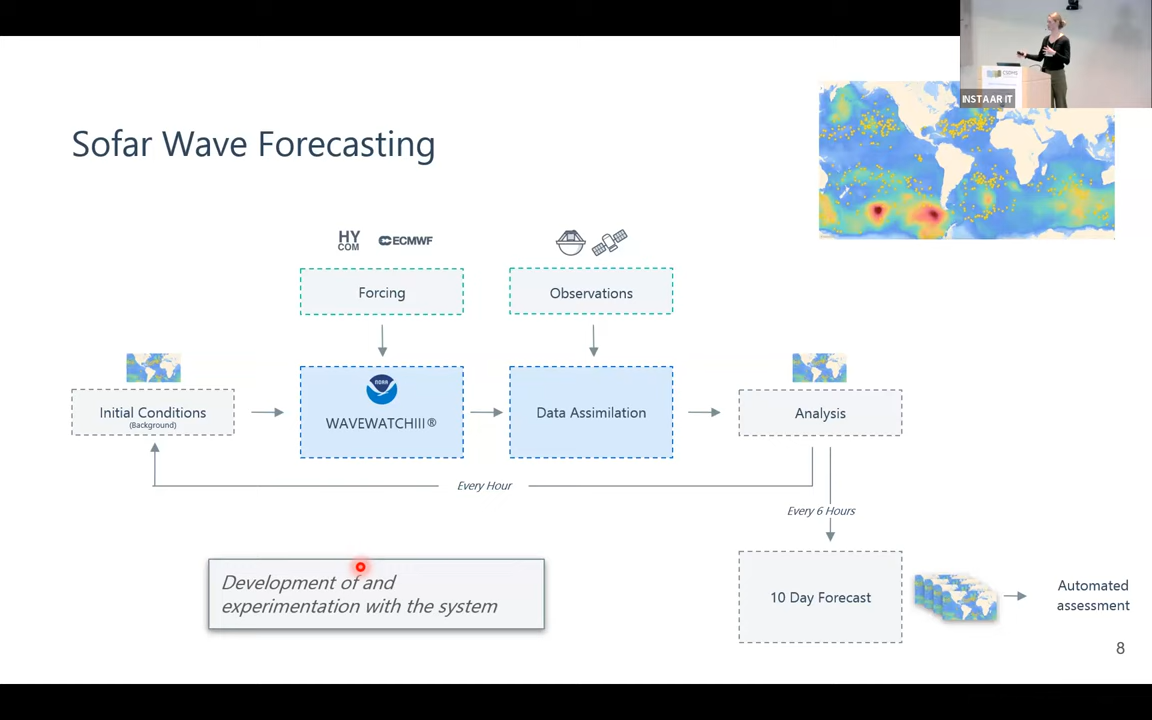 INSTAAR IT
Sofar Wave Forecasting
HY
COM
ECMWF
Forcing
Observations
Initial Conditions
(Background)
NOAA
WAVEWATCHIII®
Data Assimilation
Analysis
Every Hour
Every 6 Hours
Development of and
experimentation with the system
10 Day Forecast
Automated
assessment
8